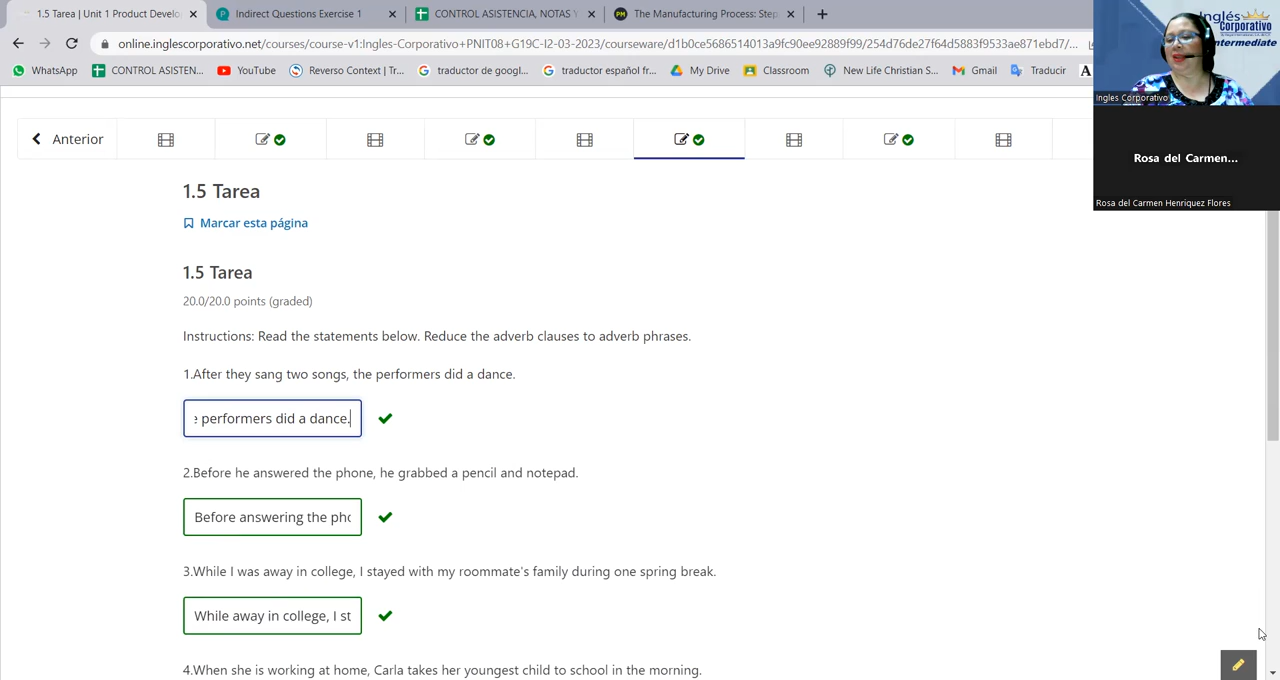 1.5 Tarea | Unit 1 Product Develo
Indirect Questions Exercise 1
CONTROL ASISTENCIA, NOTAS Y
PM The Manufacturing Process: Step
online.inglescorporativo.net/courses/course-v1:Ingles-Corporativo+PNIT08+G19C-I2-03-2023/courseware/d1b0ce5686514013a9fc90ee92889f99/254d76de27f64d5883f9533ae871ebd7/...
WhatsApp
CONTROL ASISTEN...
YouTube
Reverso Context | Tr...
traductor de googl...
traductor español fr...
My Drive
Classroom
New Life Christian S...
Gmail
Traducir
A
Inglés
Corporativo
Intermediate
Ingles Corporativo
Rosa del Carmen...
Rosa del Carmen Henriquez Flores
Anterior
1.5 Tarea
Marcar esta página
1.5 Tarea
20.0/20.0 points (graded)
Instructions: Read the statements below. Reduce the adverb clauses to adverb phrases.
1.After they sang two songs, the performers did a dance.
e performers did a dance.
2.Before he answered the phone, he grabbed a pencil and notepad.
Before answering the pho
3.While I was away in college, I stayed with my roommate's family during one spring break.
While away in college, I st
4.When she is working at home, Carla takes her youngest child to school in the morning.